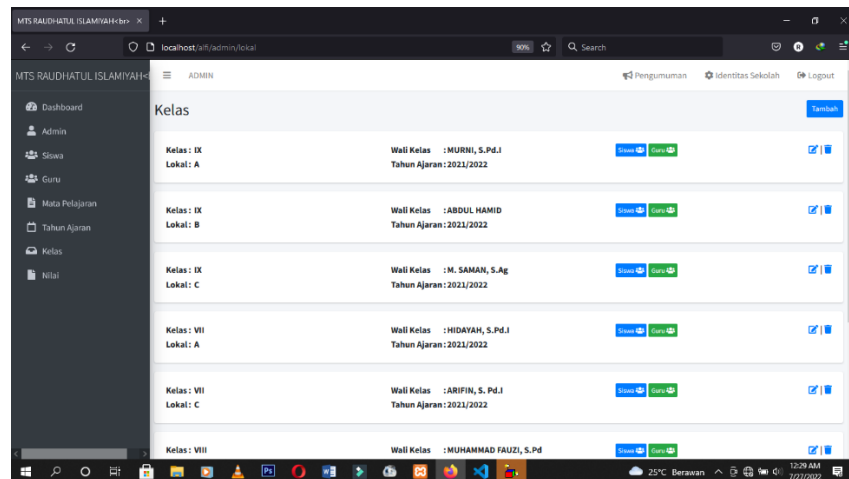 MTS RAUDHATUL ISLAMIYAH<br>
localhost/alfi/admin/lokal
90%
Search
MTS RAUDHATUL ISLAMIYAH<
ADMIN
Pengumuman
Identitas Sekolah
Logout
Dashboard
Admin
Siswa
Guru
Mata Pelajaran
Tahun Ajaran
Kelas
Nilai
Kelas
Tambah
Kelas : IX Wali Kelas : MURNI, S.Pd.I Siswa Guru
Lokal : A Tahun Ajaran : 2021/2022
Kelas : IX Wali Kelas : ABDUL HAMID Siswa Guru
Lokal : B Tahun Ajaran : 2021/2022
Kelas : IX Wali Kelas : M. SAMAN, S.Ag Siswa Guru
Lokal : C Tahun Ajaran : 2021/2022
Kelas : VII Wali Kelas : HIDAYAH, S.Pd.I Siswa Guru
Lokal : A Tahun Ajaran : 2021/2022
Kelas : VII Wali Kelas : ARIFIN, S. Pd.I Siswa Guru
Lokal : C Tahun Ajaran : 2021/2022
Kelas : VIII Wali Kelas : MUHAMMAD FAUZI, S.Pd Siswa Guru
25°C Berawan
12:29 AM
7/27/2022